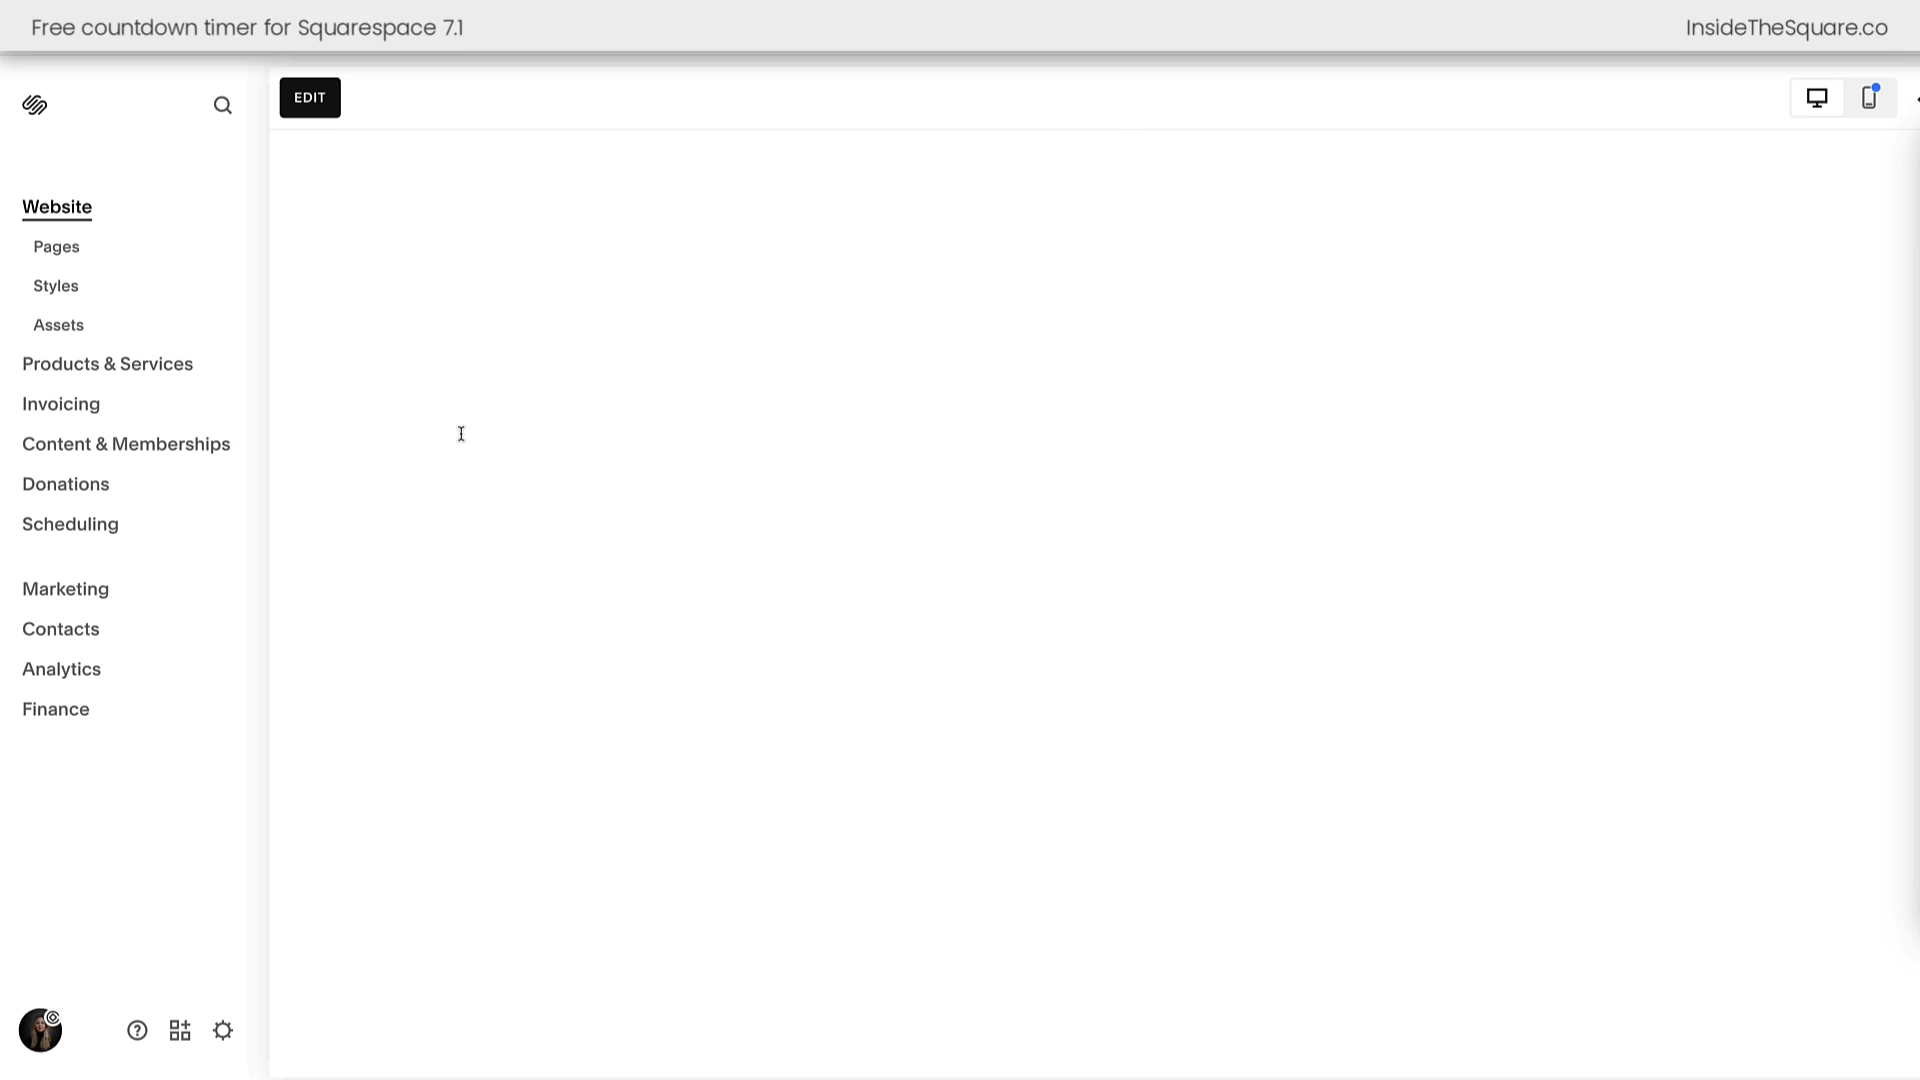 Free countdown timer for Squarespace 7.1
InsideTheSquare.co
EDIT
Website
Pages
Styles
Assets
Products & Services
Invoicing
Content & Memberships
Donations
Scheduling
Marketing
Contacts
Analytics
Finance